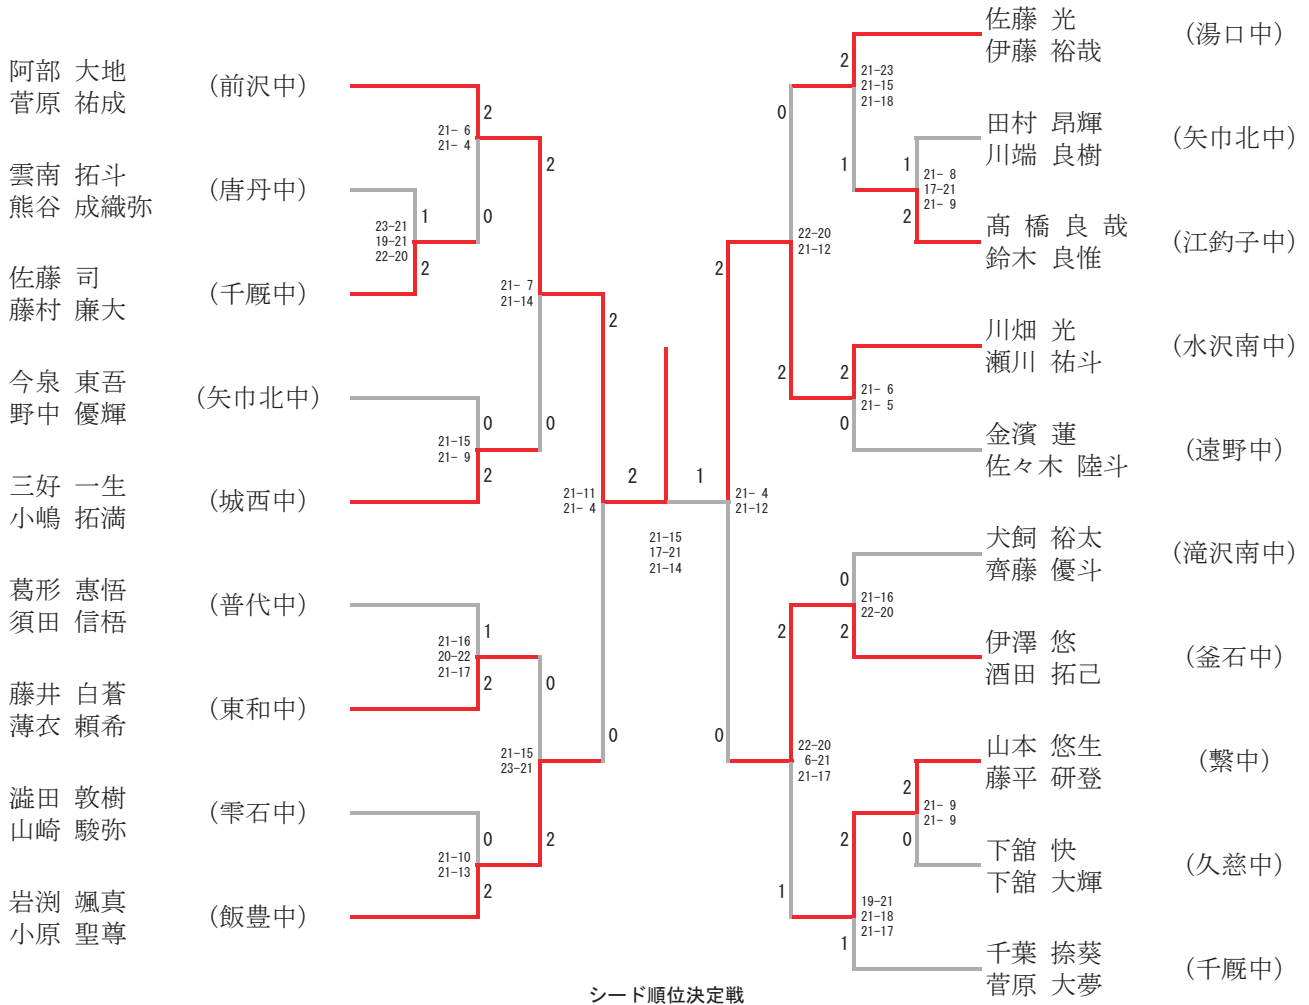 阿部 大地
菅原 祐成
(前沢中)
雲南 拓斗
熊谷 成織弥
(唐丹中)
佐藤 司
藤村 廉大
(千厩中)
今泉 東吾
野中 優輝
(矢巾北中)
三好 一生
小嶋 拓満
(城西中)
葛形 惠悟
須田 信梧
(普代中)
藤井 白蒼
薄衣 頼希
(東和中)
澁田 敦樹
山崎 駿弥
(雫石中)
岩渕 颯真
小原 聖尊
(飯豊中)
2
21- 6
21- 4
0
1
23-21
19-21
22-20
2
2
21- 7
21-14
0
0
21-15
21- 9
2
2
21-11
21- 4
0
1
21-16
20-22
21-17
2
0
21-15
23-21
2
0
21-10
21-13
2
2
1
21-15
17-21
21-14
2
21- 4
21-12
0
0
22-20
21-12
2
2
21-23
21-15
21-18
1
1
21- 8
17-21
21- 9
2
2
21- 6
21- 5
0
0
21-16
22-20
2
2
22-20
6-21
21-17
1
2
21- 9
21- 9
0
2
19-21
21-18
21-17
1
佐藤 光
伊藤 裕哉
(湯口中)
田村 昂輝
川端 良樹
(矢巾北中)
髙 橋 良 哉
鈴木 良惟
(江釣子中)
川畑 光
瀬川 祐斗
(水沢南中)
金濱 蓮
佐々木 陸斗
(遠野中)
犬飼 裕太
齊藤 優斗
(滝沢南中)
伊澤 悠
酒田 拓己
(釜石中)
山本 悠生
藤平 研登
(繋中)
下舘 快
下舘 大輝
(久慈中)
千葉 捺葵
菅原 大夢
(千厩中)
シード順位決定戦